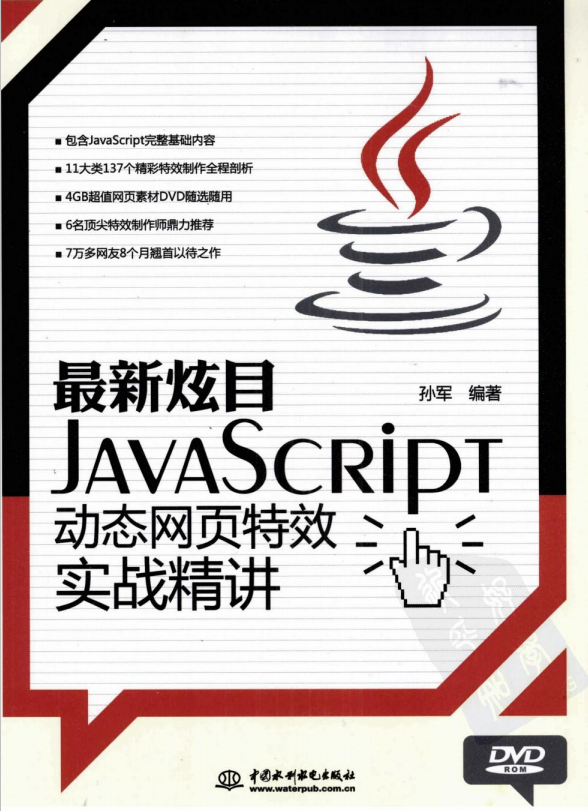 ■ 包含JavaScript完整基础内容
■ 11大类137个精彩特效制作全程剖析
■ 4GB超值网页素材DVD随选随用
■ 6名顶尖特效制作师鼎力推荐
■ 7万多网友8个月翘首以待之作
最新炫目
孙军 编著
JAVASCRIPT
动态网页特效
实战精讲
DVD
ROM
中国水利水电出版社
www.waterpub.com.cn